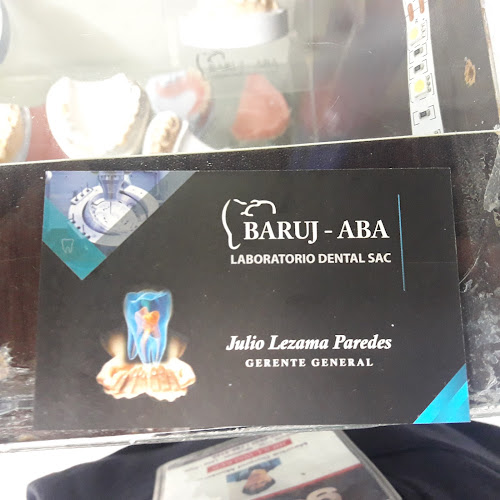 BARUJ - ABA
LABORATORIO DENTAL SAC
Julio Lezama Paredes
GERENTE GENERAL